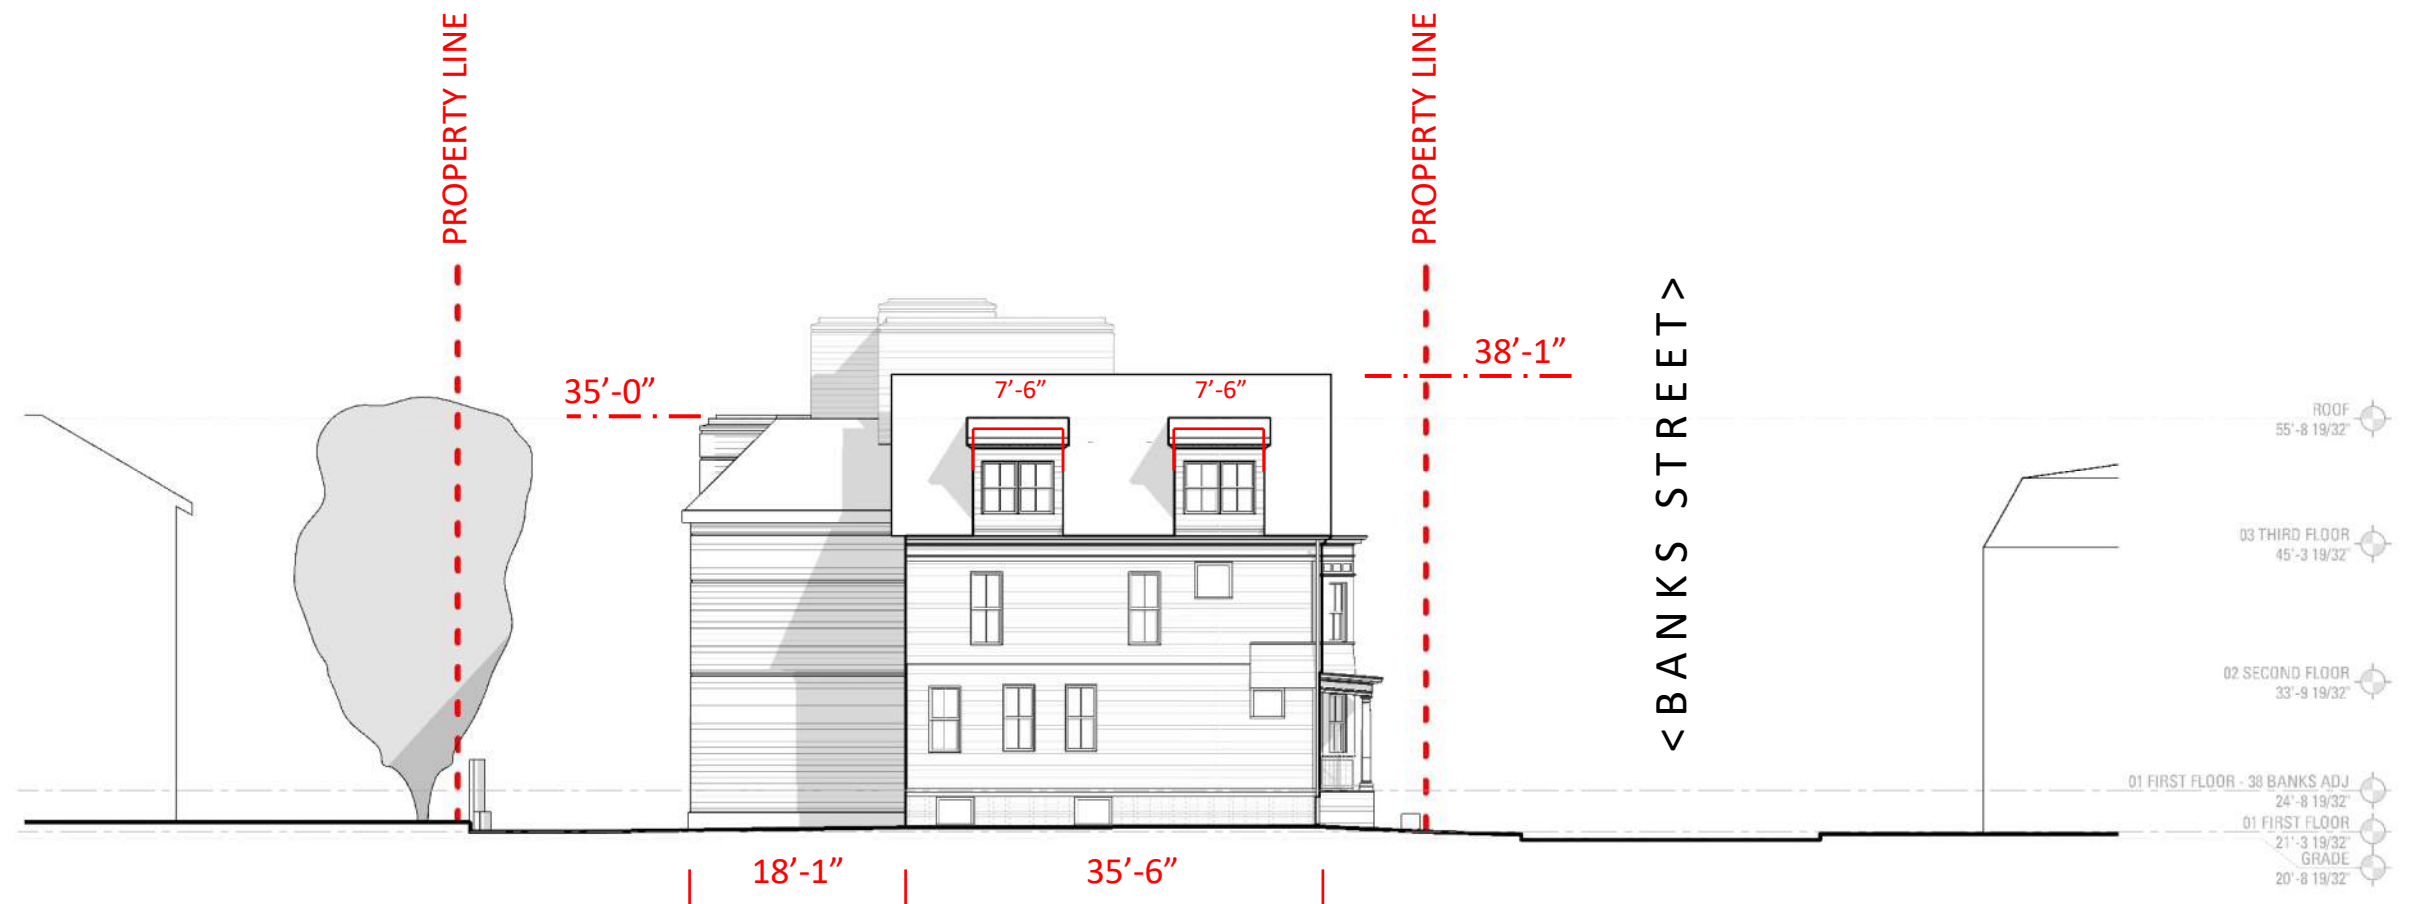 PROPERTY LINE
PROPERTY LINE
<BANKS STREET>
38’-1”
35’-0”
7’-6”
7’-6”
ROOF
55'-8 19/32"
03 THIRD FLOOR
45'-3 19/32"
02 SECOND FLOOR
33'-9 19/32"
01 FIRST FLOOR - 38 BANKS ADJ
24'-8 19/32"
01 FIRST FLOOR
21'-3 19/32"
GRADE
20'-8 19/32"
18’-1”
35’-6”